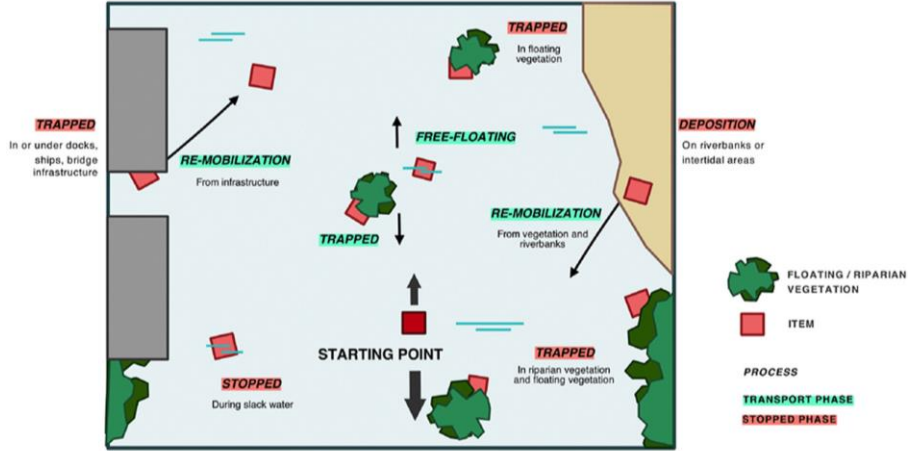 TRAPPED
In floating
vegetation
TRAPPED
In or under docks,
ships, bridge
infrastructure
RE-MOBILIZATION
From infrastructure
FREE-FLOATING
DEPOSITION
On riverbanks or
intertidal areas
TRAPPED
RE-MOBILIZATION
From vegetation and
riverbanks
STARTING POINT
STOPPED
During slack water
TRAPPED
In riparian vegetation
and floating vegetation
FLOATING / RIPARIAN
VEGETATION
ITEM
PROCESS
TRANSPORT PHASE
STOPPED PHASE